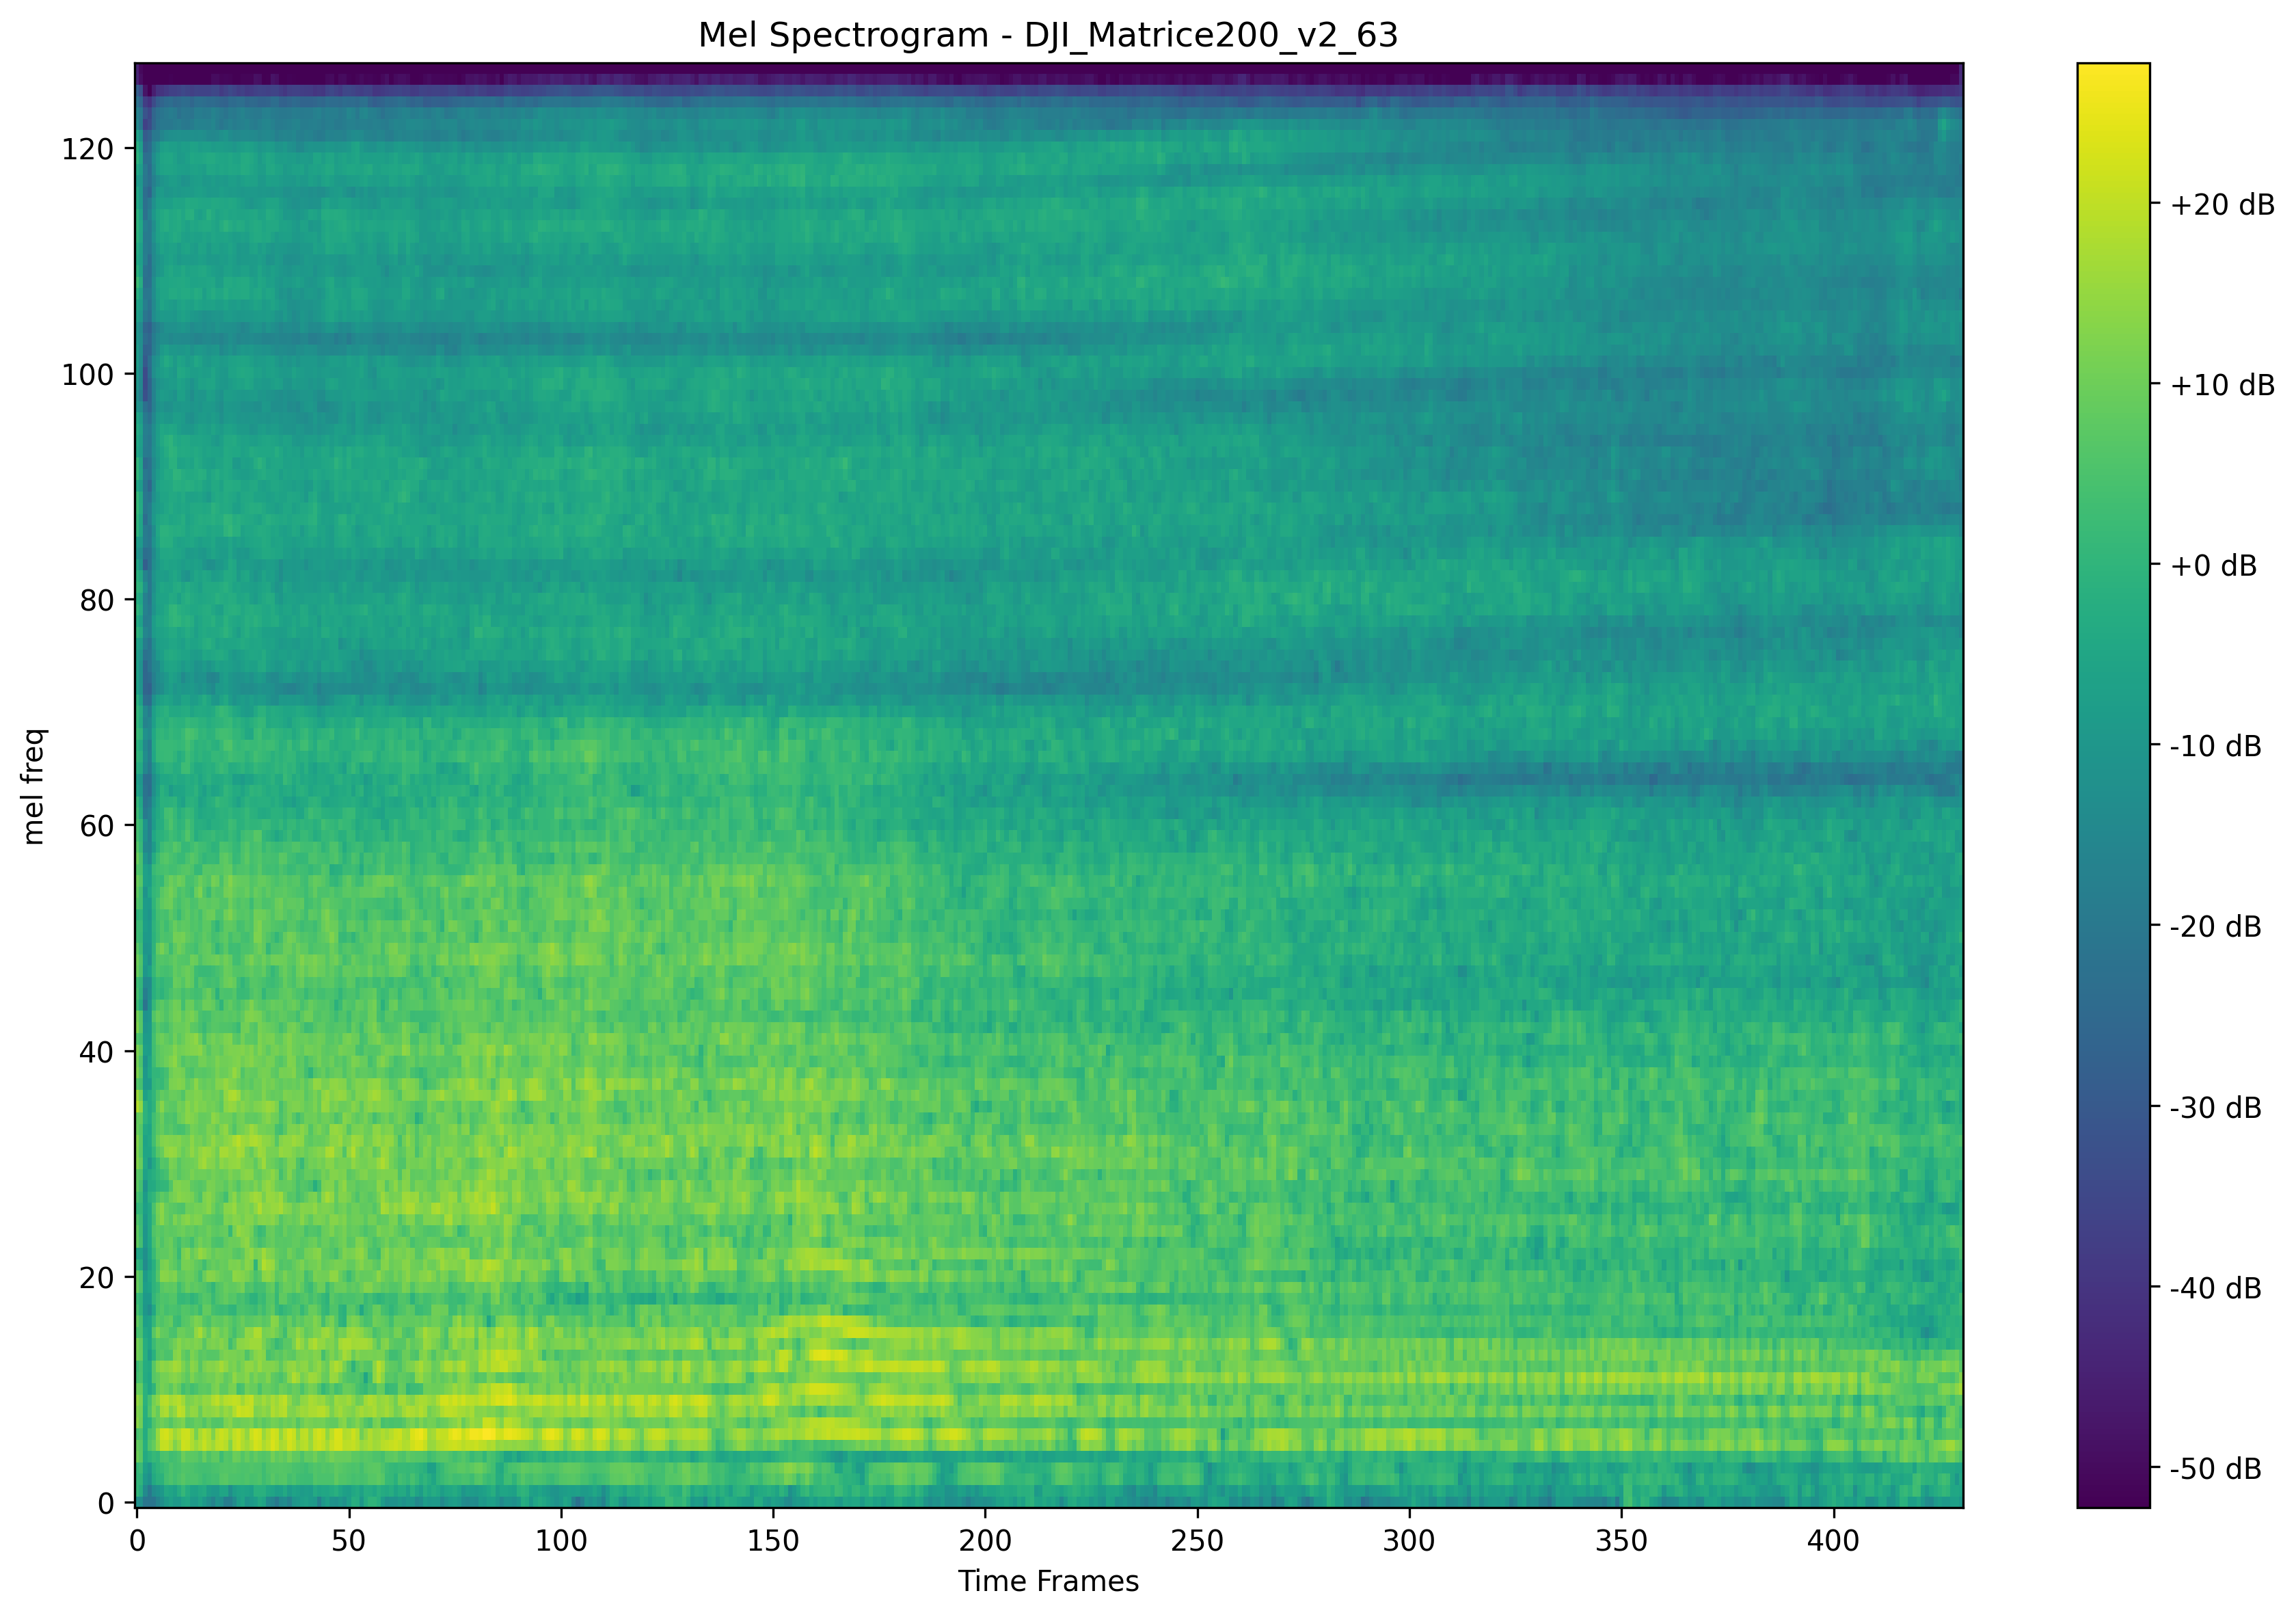 Mel Spectrogram - DJI_Matrice200_v2_63
mel freq
120
100
80
60
40
20
0
0 50 100 150 200 250 300 350 400
Time Frames
+20 dB
+10 dB
+0 dB
-10 dB
-20 dB
-30 dB
-40 dB
-50 dB